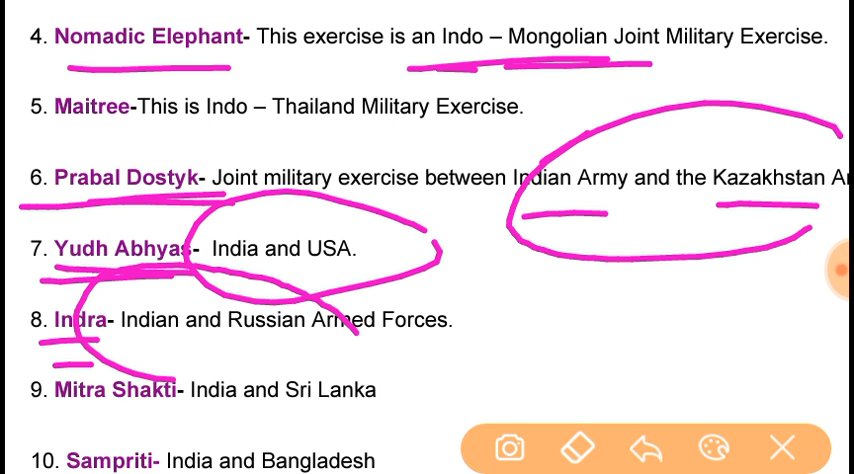 4. Nomadic Elephant- This exercise is an Indo – Mongolian Joint Military Exercise.
5. Maitree-This is Indo – Thailand Military Exercise.
6. Prabal Dostyk- Joint military exercise between Indian Army and the Kazakhstan A
7. Yudh Abhyas- India and USA.
8. Indra- Indian and Russian Armed Forces.
9. Mitra Shakti- India and Sri Lanka
10. Sampriti- India and Bangladesh